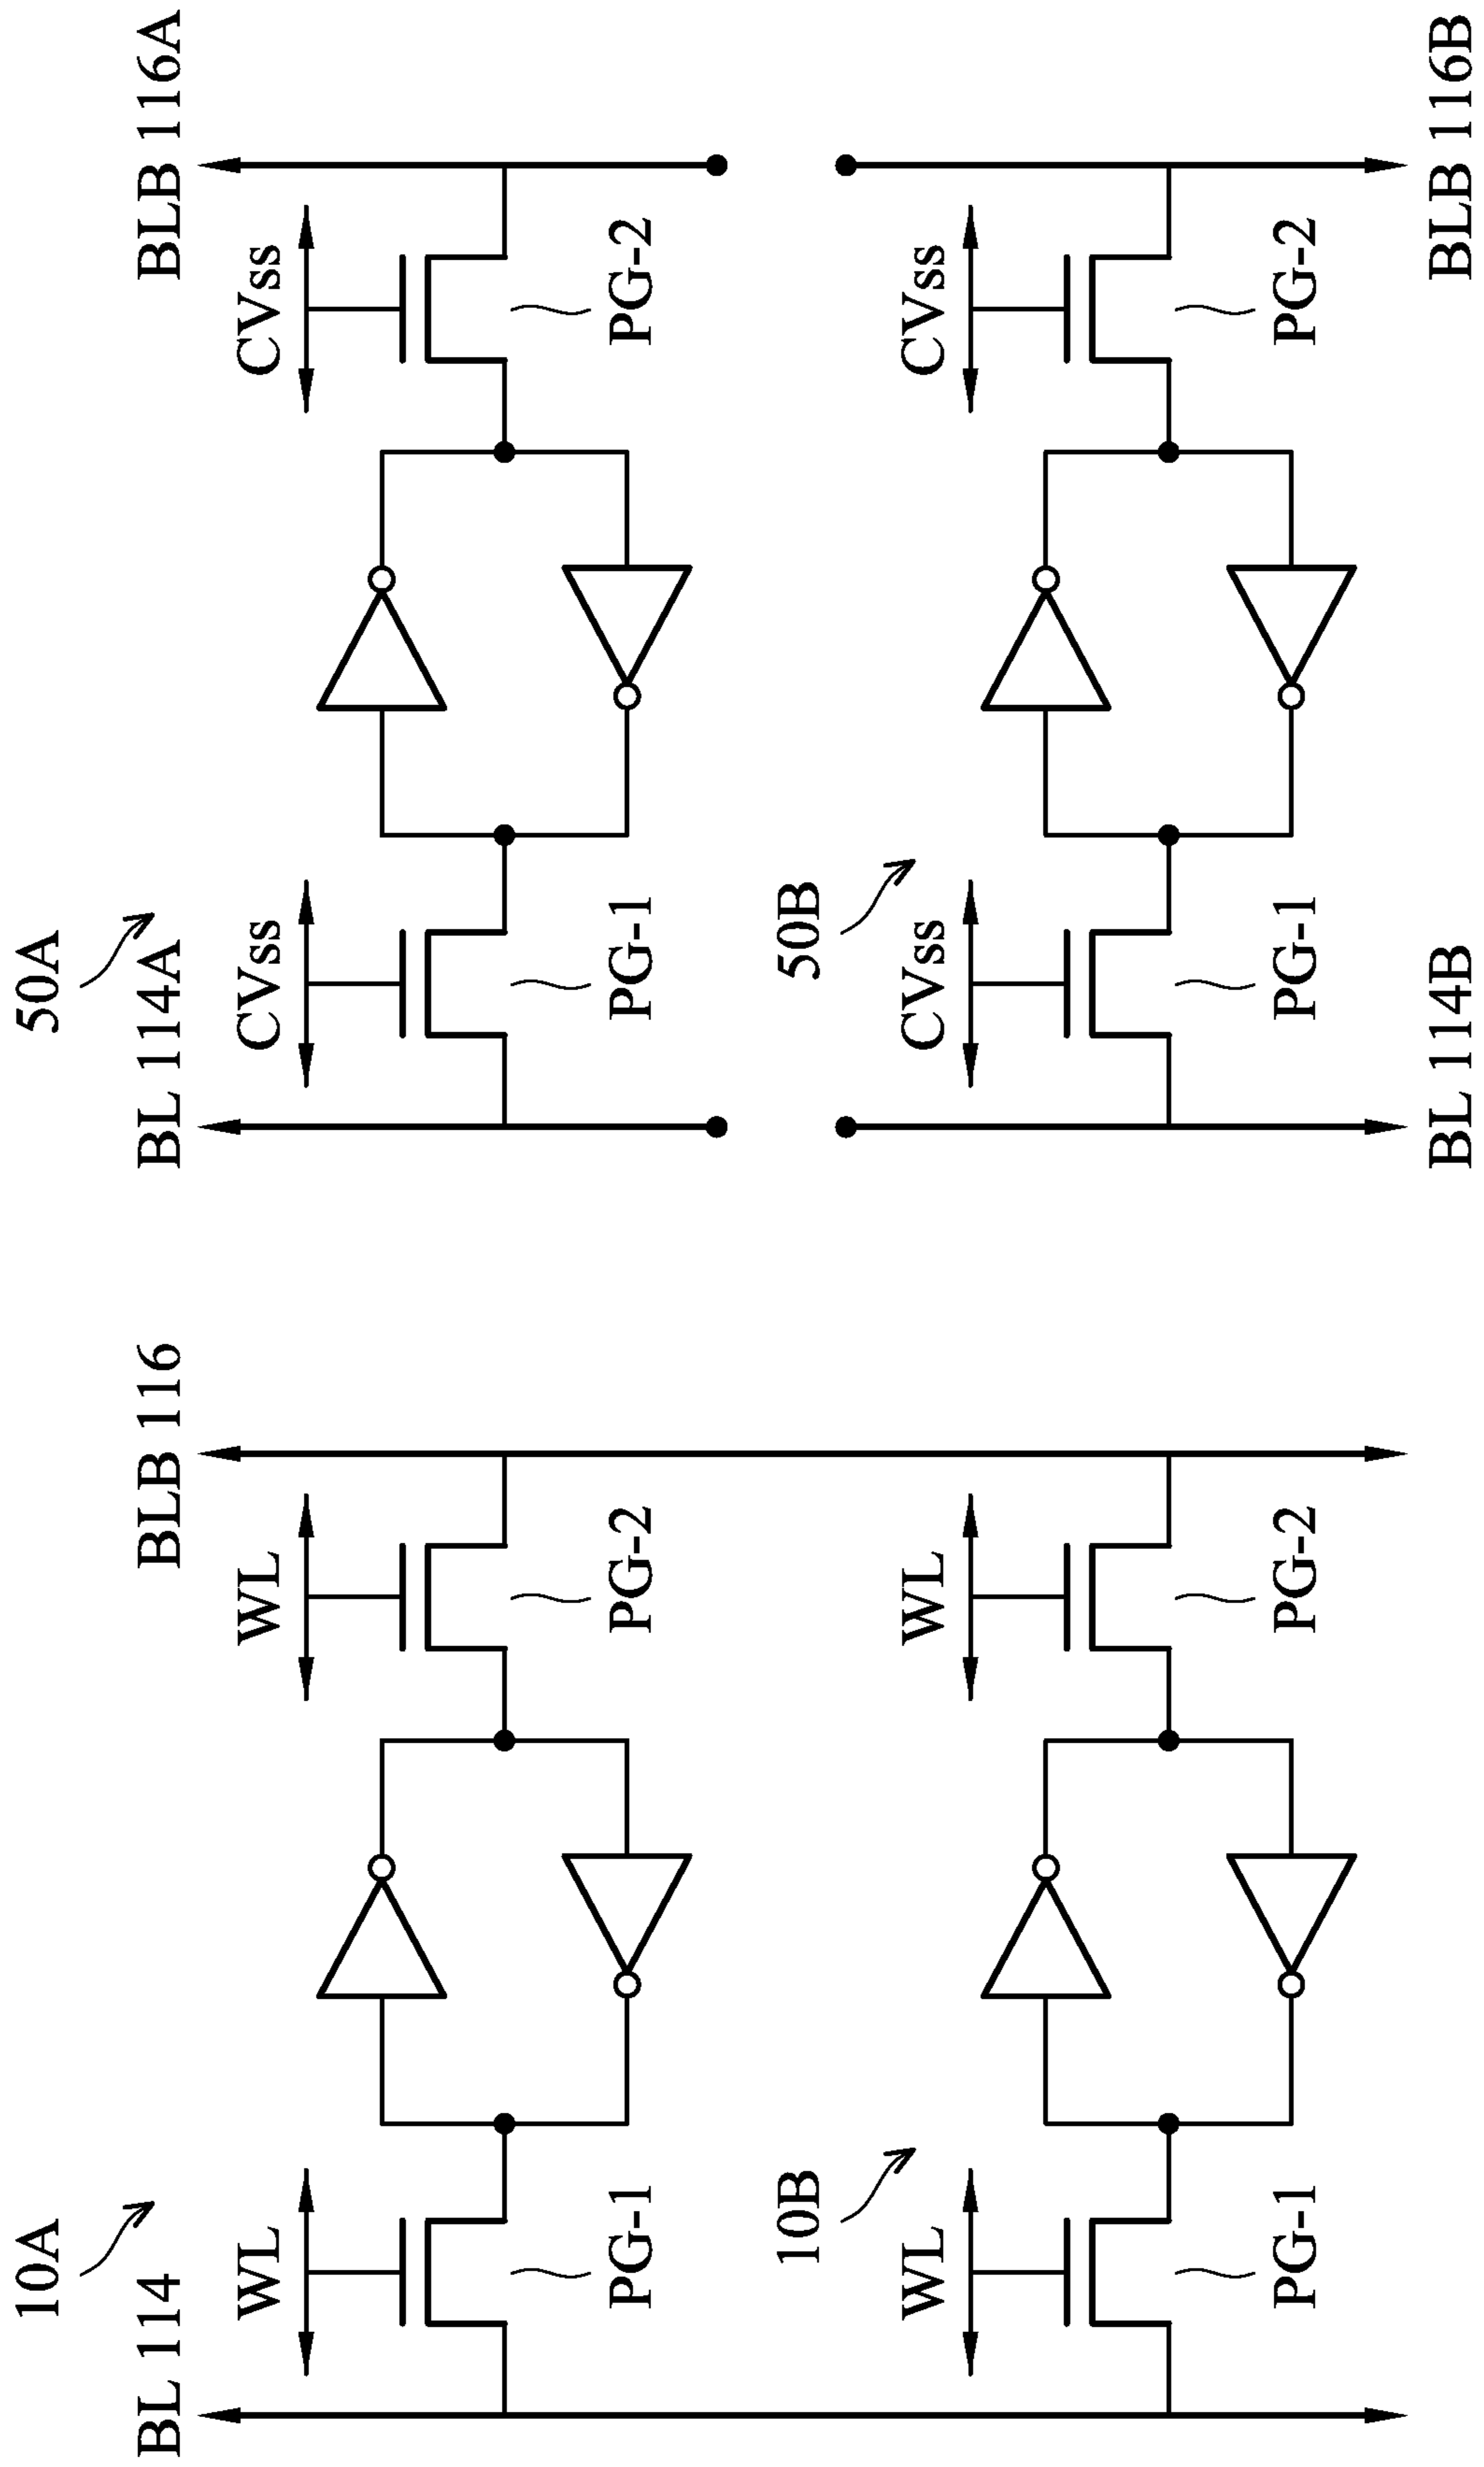 10A
50A
BL 114
BLB 116
BL 114A
BLB 116A
WL
WL
CVss
CVss
PG-1
PG-2
PG-1
PG-2
10B
50B
WL
WL
CVss
CVss
PG-1
PG-2
PG-1
PG-2
BL 114B
BLB 116B